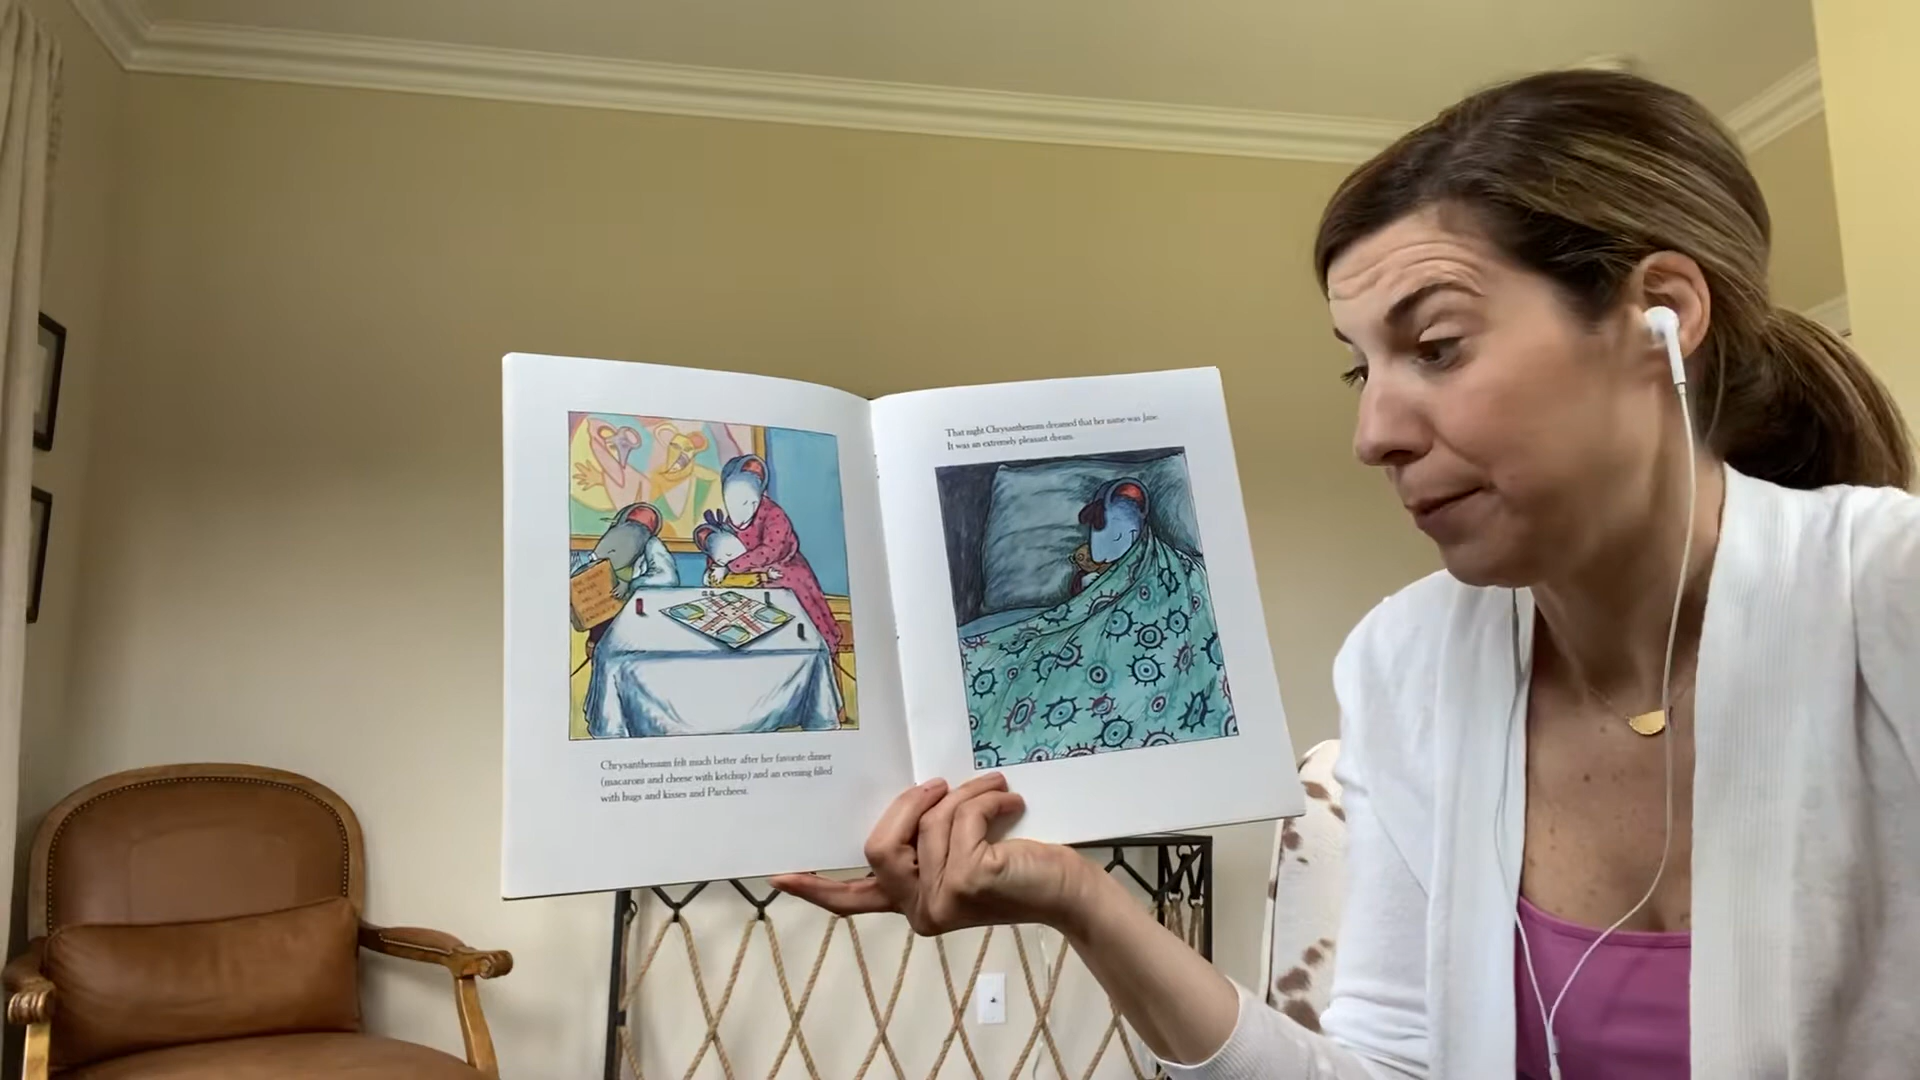 Chrysanthemum felt much better after her favorite dinner
(macaroni and cheese with ketchup) and an evening filled
with hugs and kisses and Parcheesi.
That night Chrysanthemum dreamed that her name was Jane.
It was an extremely pleasant dream.